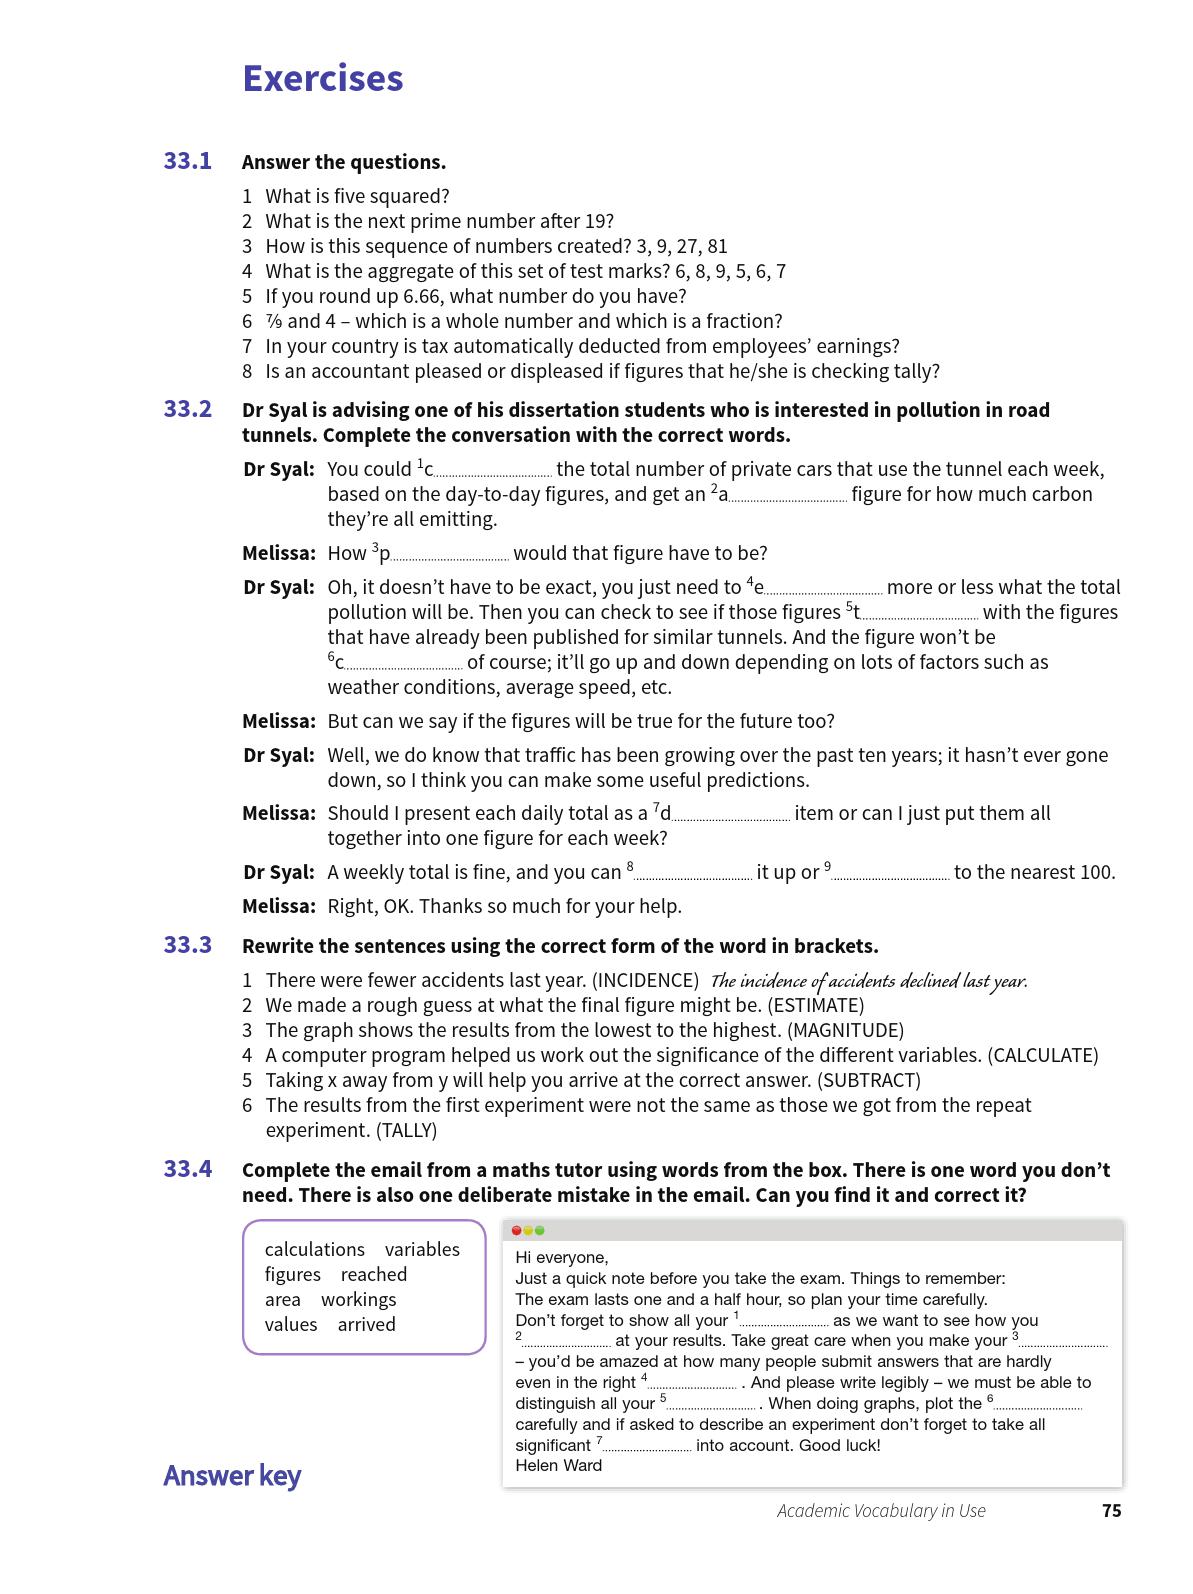 Exercises
33.1 Answer the questions.
1 What is five squared?
2 What is the next prime number after 19?
3 How is this sequence of numbers created? 3, 9, 27, 81
4 What is the aggregate of this set of test marks? 6, 8, 9, 5, 6, 7
5 If you round up 6.66, what number do you have?
6 ⅞ and 4 – which is a whole number and which is a fraction?
7 In your country is tax automatically deducted from employees’ earnings?
8 Is an accountant pleased or displeased if figures that he/she is checking tally?
33.2 Dr Syal is advising one of his dissertation students who is interested in pollution in road
tunnels. Complete the conversation with the correct words.
Dr Syal: You could 1c.............................. the total number of private cars that use the tunnel each week,
based on the day-to-day figures, and get an 2a.............................. figure for how much carbon
they’re all emitting.
Melissa: How 3p.............................. would that figure have to be?
Dr Syal: Oh, it doesn’t have to be exact, you just need to 4e.............................. more or less what the total
pollution will be. Then you can check to see if those figures 5t.............................. with the figures
that have already been published for similar tunnels. And the figure won’t be
6c.............................. of course; it’ll go up and down depending on lots of factors such as
weather conditions, average speed, etc.
Melissa: But can we say if the figures will be true for the future too?
Dr Syal: Well, we do know that traffic has been growing over the past ten years; it hasn’t ever gone
down, so I think you can make some useful predictions.
Melissa: Should I present each daily total as a 7d.............................. item or can I just put them all
together into one figure for each week?
Dr Syal: A weekly total is fine, and you can 8.............................. it up or 9.............................. to the nearest 100.
Melissa: Right, OK. Thanks so much for your help.
33.3 Rewrite the sentences using the correct form of the word in brackets.
1 There were fewer accidents last year. (INCIDENCE) The incidence of accidents declined last year.
2 We made a rough guess at what the final figure might be. (ESTIMATE)
3 The graph shows the results from the lowest to the highest. (MAGNITUDE)
4 A computer program helped us work out the significance of the different variables. (CALCULATE)
5 Taking x away from y will help you arrive at the correct answer. (SUBTRACT)
6 The results from the first experiment were not the same as those we got from the repeat
experiment. (TALLY)
33.4 Complete the email from a maths tutor using words from the box. There is one word you don’t
need. There is also one deliberate mistake in the email. Can you find it and correct it?
calculations variables
figures reached
area workings
values arrived
Hi everyone,
Just a quick note before you take the exam. Things to remember:
The exam lasts one and a half hour, so plan your time carefully.
Don’t forget to show all your 1........................ as we want to see how you
2........................ at your results. Take great care when you make your 3........................
– you’d be amazed at how many people submit answers that are hardly
even in the right 4........................ . And please write legibly – we must be able to
distinguish all your 5........................ . When doing graphs, plot the 6........................
carefully and if asked to describe an experiment don’t forget to take all
significant 7........................ into account. Good luck!
Helen Ward
Answer key
Academic Vocabulary in Use 75